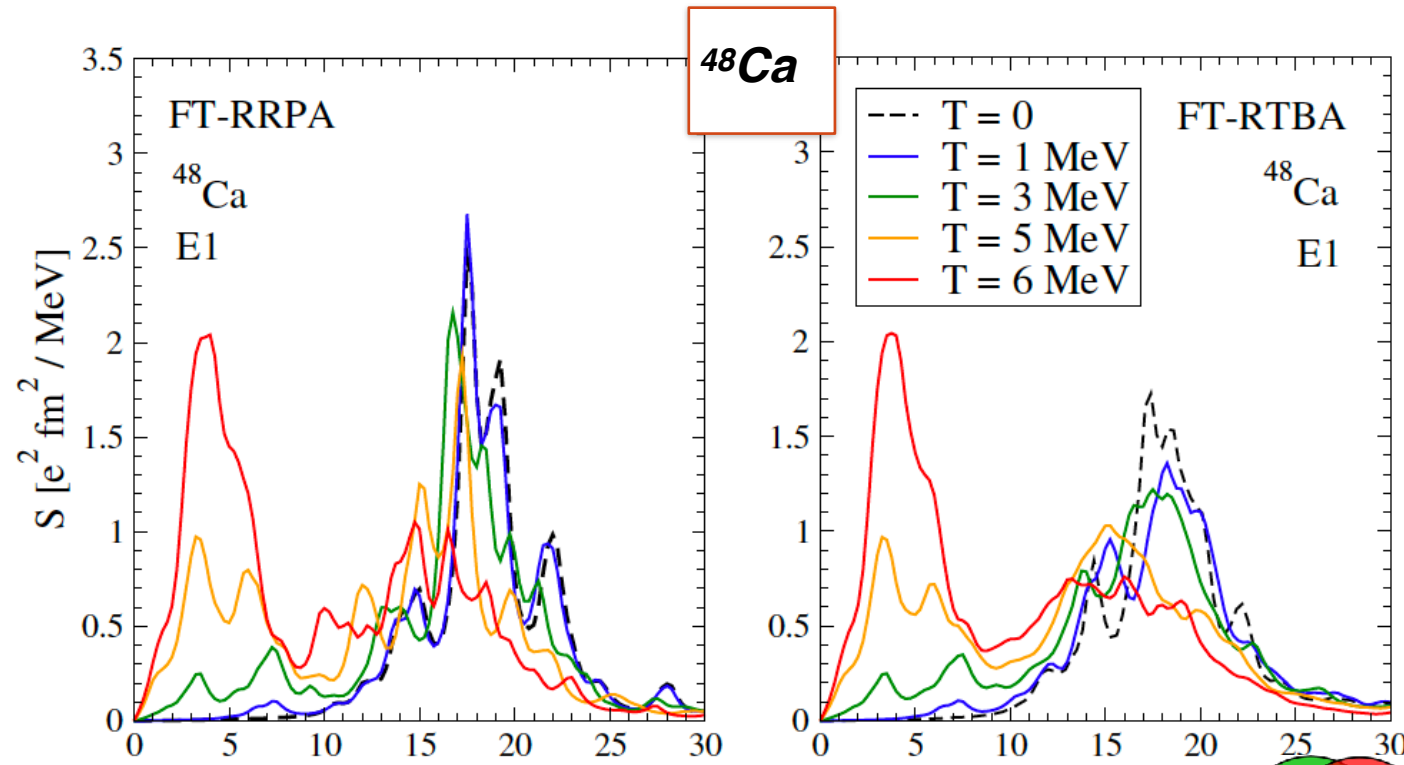 ⁴⁸Ca
3.5
3
2.5
2
1.5
1
0.5
0
S [e² fm² / MeV]
FT-RRPA
⁴⁸Ca
E1
0 5 10 15 20 25 30
3
2.5
2
1.5
1
0.5
0
T = 0
T = 1 MeV
T = 3 MeV
T = 5 MeV
T = 6 MeV
FT-RTBA
⁴⁸Ca
E1
0 5 10 15 20 25 30